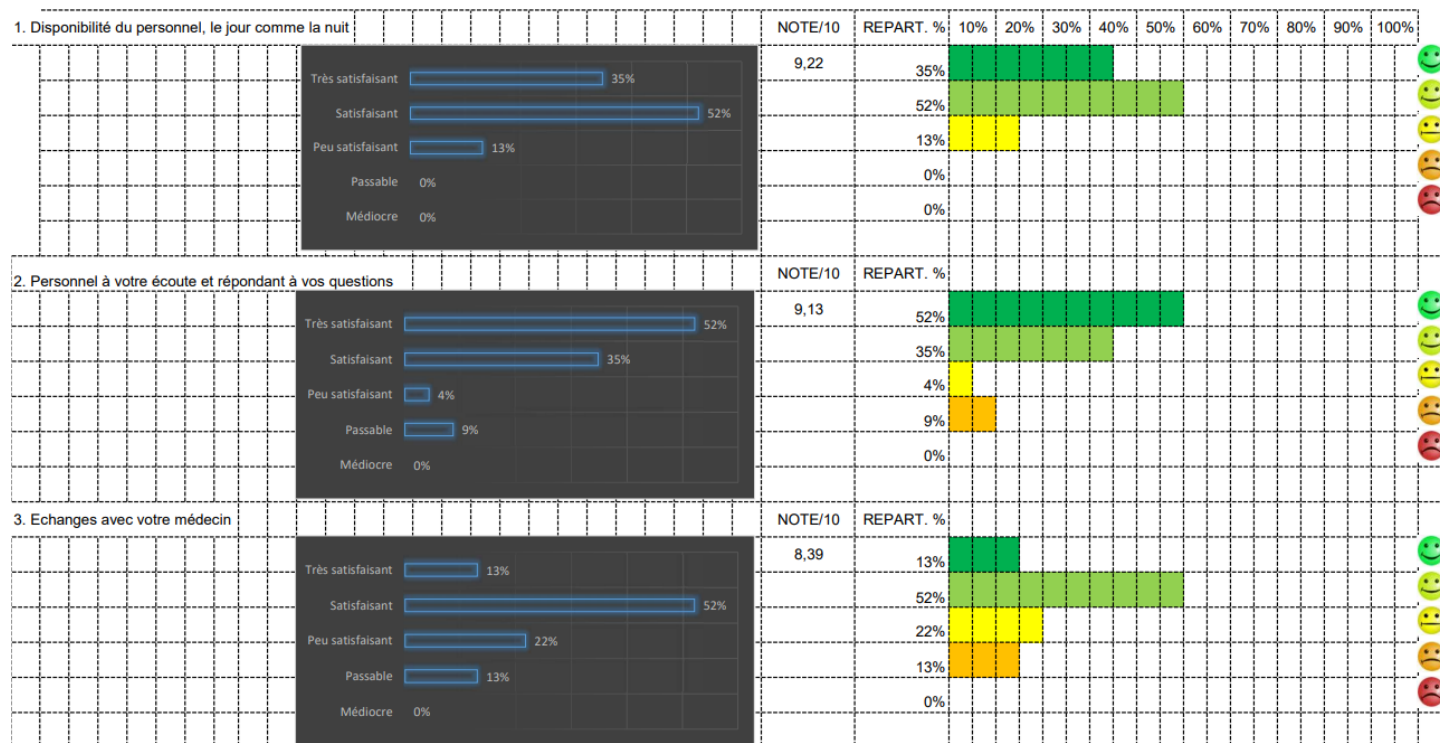 1. Disponibilité du personnel, le jour comme la nuit NOTE/10 REPART. % 10% 20% 30% 40% 50% 60% 70% 80% 90% 100%
9,22
Très satisfaisant 35% 35%
Satisfaisant 52% 52%
Peu satisfaisant 13% 13%
Passable 0% 0%
Médiocre 0% 0%
2. Personnel à votre écoute et répondant à vos questions NOTE/10 REPART. %
9,13
Très satisfaisant 52% 52%
Satisfaisant 35% 35%
Peu satisfaisant 4% 4%
Passable 9% 9%
Médiocre 0% 0%
3. Echanges avec votre médecin NOTE/10 REPART. %
8,39
Très satisfaisant 13% 13%
Satisfaisant 52% 52%
Peu satisfaisant 22% 22%
Passable 13% 13%
Médiocre 0% 0%